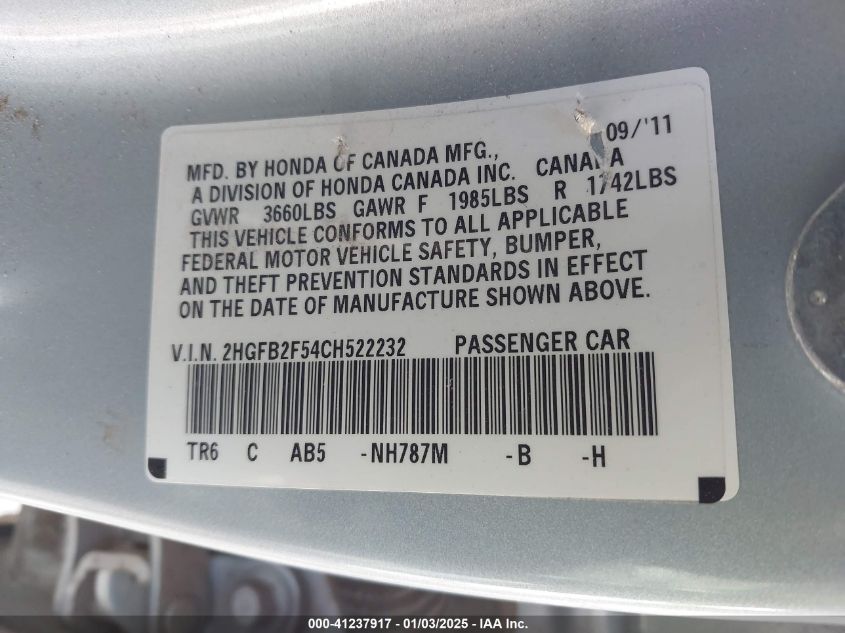 09/'11
MFD. BY HONDA OF CANADA MFG.,
A DIVISION OF HONDA CANADA INC. CANADA
GVWR 3660LBS GAWR F 1985LBS R 1742LBS
THIS VEHICLE CONFORMS TO ALL APPLICABLE
FEDERAL MOTOR VEHICLE SAFETY, BUMPER,
AND THEFT PREVENTION STANDARDS IN EFFECT
ON THE DATE OF MANUFACTURE SHOWN ABOVE.
V.I.N. 2HGFB2F54CH522232 PASSENGER CAR
TR6 C AB5 -NH787M -B -H
000-41237917 - 01/03/2025 - IAA Inc.